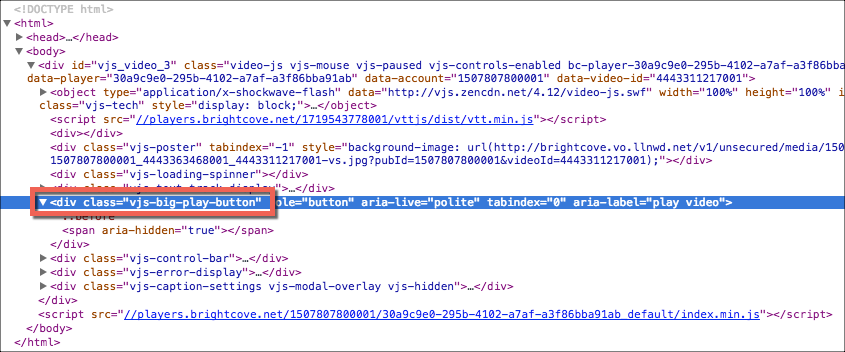 <!DOCTYPE html>
<html>
<head>…</head>
<body>
<div id="vjs_video_3" class="video-js vjs-mouse vjs-paused vjs-controls-enabled bc-player-30a9c9e0-295b-4102-a7af-a3f86bba91ab
data-player="30a9c9e0-295b-4102-a7af-a3f86bba91ab" data-account="1507807800001" data-video-id="4443311217001">
<object type="application/x-shockwave-flash" data="http://vjs.zencdn.net/4.12/video-js.swf" width="100%" height="100%"
class="vjs-tech" style="display: block;">…</object>
<script src="//players.brightcove.net/1719543778001/vttjs/dist/vtt.min.js"></script>
<div></div>
<div class="vjs-poster" tabindex="-1" style="background-image: url(http://brightcove.vo.llnwd.net/v1/unsecured/media/150
1507807800001_4443363468001_4443311217001-vs.jpg?pubId=1507807800001&videoId=4443311217001);"></div>
<div class="vjs-loading-spinner"></div>
<div class="vjs-text-track-display">…</div>
<div class="vjs-big-play-button" role="button" aria-live="polite" tabindex="0" aria-label="play video">
::before
<span aria-hidden="true"></span>
</div>
<div class="vjs-control-bar">…</div>
<div class="vjs-error-display">…</div>
<div class="vjs-caption-settings vjs-modal-overlay vjs-hidden">…</div>
</div>
<script src="//players.brightcove.net/1507807800001/30a9c9e0-295b-4102-a7af-a3f86bba91ab_default/index.min.js"></script>
</body>
</html>